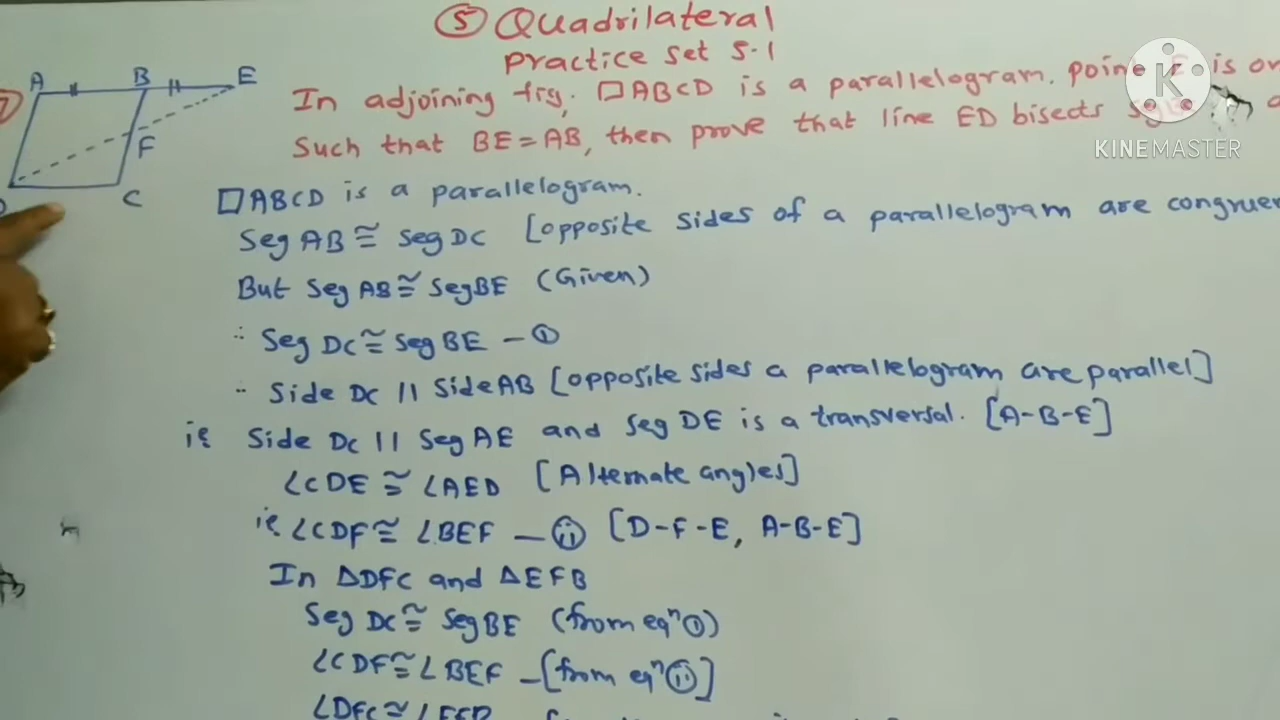 ⑤ Quadrilateral
Practice Set 5.1
A B E
F
C
In adjoining fig; □ABCD is a parallelogram. point E is on
Such that BE = AB, then prove that line ED bisects
KINEMASTER
□ABCD is a parallelogram.
Seg AB ≅ Seg DC [opposite sides of a parallelogram are congruen
But Seg AB ≅ Seg BE (Given)
∴ Seg DC ≅ Seg BE — ①
∴ Side DC || Side AB [opposite sides a parallelogram are parallel]
ie Side DC || Seg AE and Seg DE is a transversal. [A-B-E]
∠CDE ≅ ∠AED [Alternate angles]
ie ∠CDF ≅ ∠BEF — ⓘⓘ [D-F-E, A-B-E]
In △DFC and △EFB
Seg DC ≅ Seg BE (from eqⁿ ①)
∠CDF ≅ ∠BEF — [from eqⁿ ⓘⓘ]
∠DFC ≅